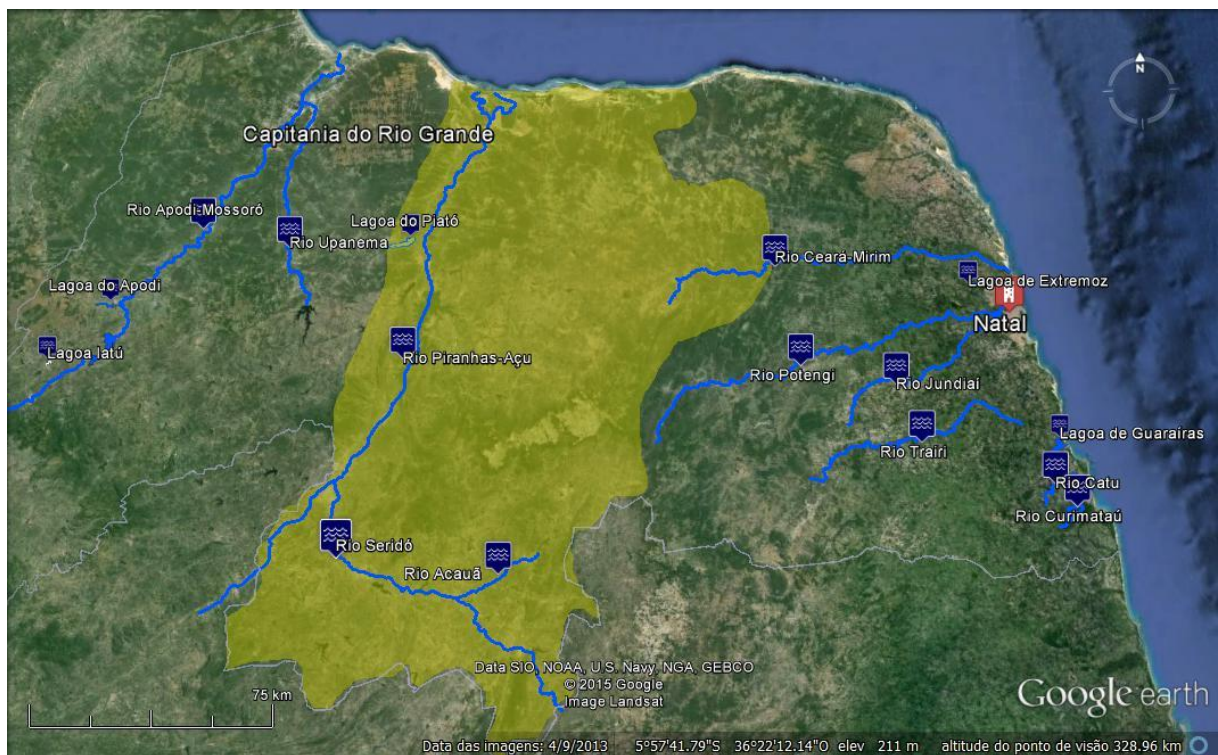 N
Capitania do Rio Grande
Rio Apodi-Mossoró
Lagoa do Piató
Rio Upanema
Rio Ceará-Mirim
Lagoa de Extremoz
Lagoa do Apodi
Natal
Lagoa Iatú
Rio Piranhas-Açu
Rio Potengi
Rio Jundiaí
Lagoa de Guaraíras
Rio Trairi
Rio Catu
Rio Curimataú
Rio Seridó
Rio Acauã
Data SIO, NOAA, U.S. Navy, NGA, GEBCO
© 2015 Google
Image Landsat
75 km
Google earth
Data das imagens: 4/9/2013 5°57'41.79"S 36°22'12.14"O elev 211 m altitude do ponto de visão 328.96 km